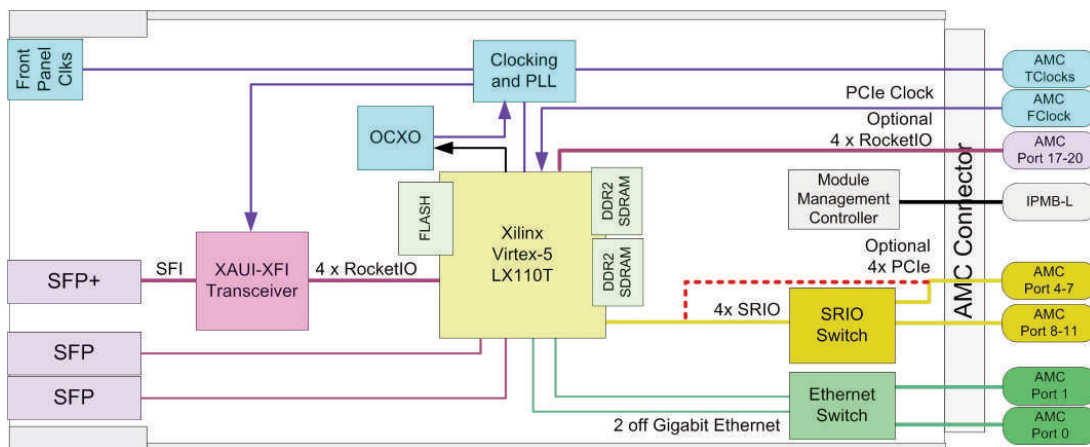 Front
Panel
Clks
Clocking
and PLL
AMC
TClocks
PCIe Clock
AMC
FClock
OCXO
Optional
4 x RocketIO
AMC
Port 17-20
FLASH
DDR2
SDRAM
Module
Management
Controller
IPMB-L
AMC Connector
Xilinx
Virtex-5
LX110T
DDR2
SDRAM
Optional
4x PCIe
SFP+
SFI
XAUI-XFI
Transceiver
4 x RocketIO
AMC
Port 4-7
4x SRIO
SRIO
Switch
AMC
Port 8-11
SFP
SFP
Ethernet
Switch
AMC
Port 1
2 off Gigabit Ethernet
AMC
Port 0